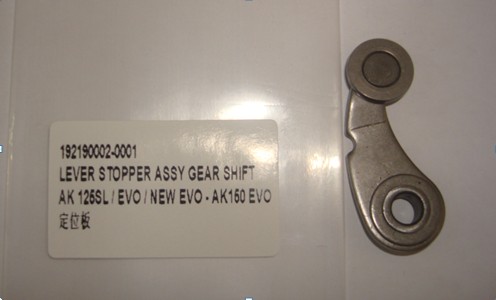 192190002-0001
LEVER STOPPER ASSY GEAR SHIFT
AK 125SL / EVO / NEW EVO - AK150 EVO
定位板